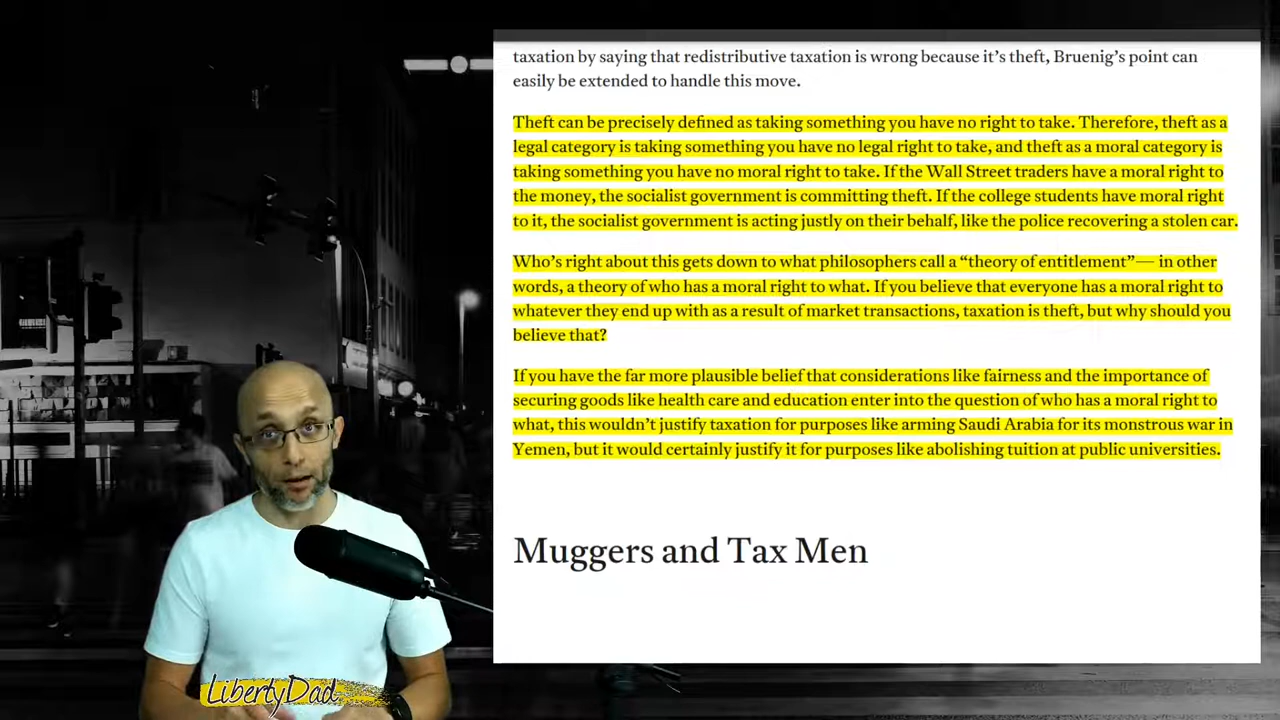 taxation by saying that redistributive taxation is wrong because it’s theft, Bruenig’s point can
easily be extended to handle this move.
Theft can be precisely defined as taking something you have no right to take. Therefore, theft as a
legal category is taking something you have no legal right to take, and theft as a moral category is
taking something you have no moral right to take. If the Wall Street traders have a moral right to
the money, the socialist government is committing theft. If the college students have moral right
to it, the socialist government is acting justly on their behalf, like the police recovering a stolen car.
Who’s right about this gets down to what philosophers call a “theory of entitlement”— in other
words, a theory of who has a moral right to what. If you believe that everyone has a moral right to
whatever they end up with as a result of market transactions, taxation is theft, but why should you
believe that?
If you have the far more plausible belief that considerations like fairness and the importance of
securing goods like health care and education enter into the question of who has a moral right to
what, this wouldn’t justify taxation for purposes like arming Saudi Arabia for its monstrous war in
Yemen, but it would certainly justify it for purposes like abolishing tuition at public universities.
Muggers and Tax Men
LibertyDad